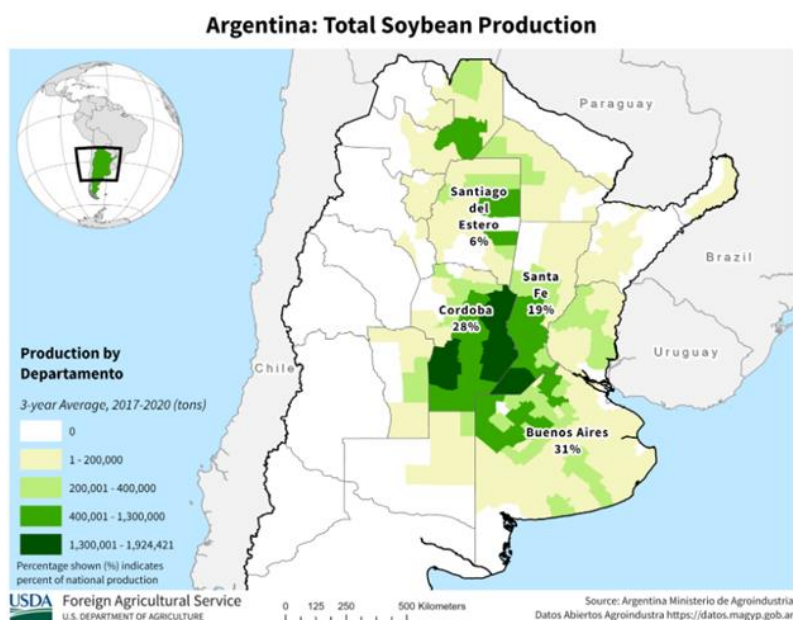 Argentina: Total Soybean Production
Paraguay
Santiago
del
Estero
6%
Brazil
Santa
Fe
19%
Cordoba
28%
Uruguay
Chile
Buenos Aires
31%
Production by
Departamento
3-year Average, 2017-2020 (tons)
0
1 - 200,000
200,001 - 400,000
400,001 - 1,300,000
1,300,001 - 1,924,421
Percentage shown (%) indicates
percent of national production
USDA Foreign Agricultural Service
U.S. DEPARTMENT OF AGRICULTURE
0 125 250 500 Kilometers
Source: Argentina Ministerio de Agroindustria
Datos Abiertos Agroindustra https://datos.magyp.gob.ar